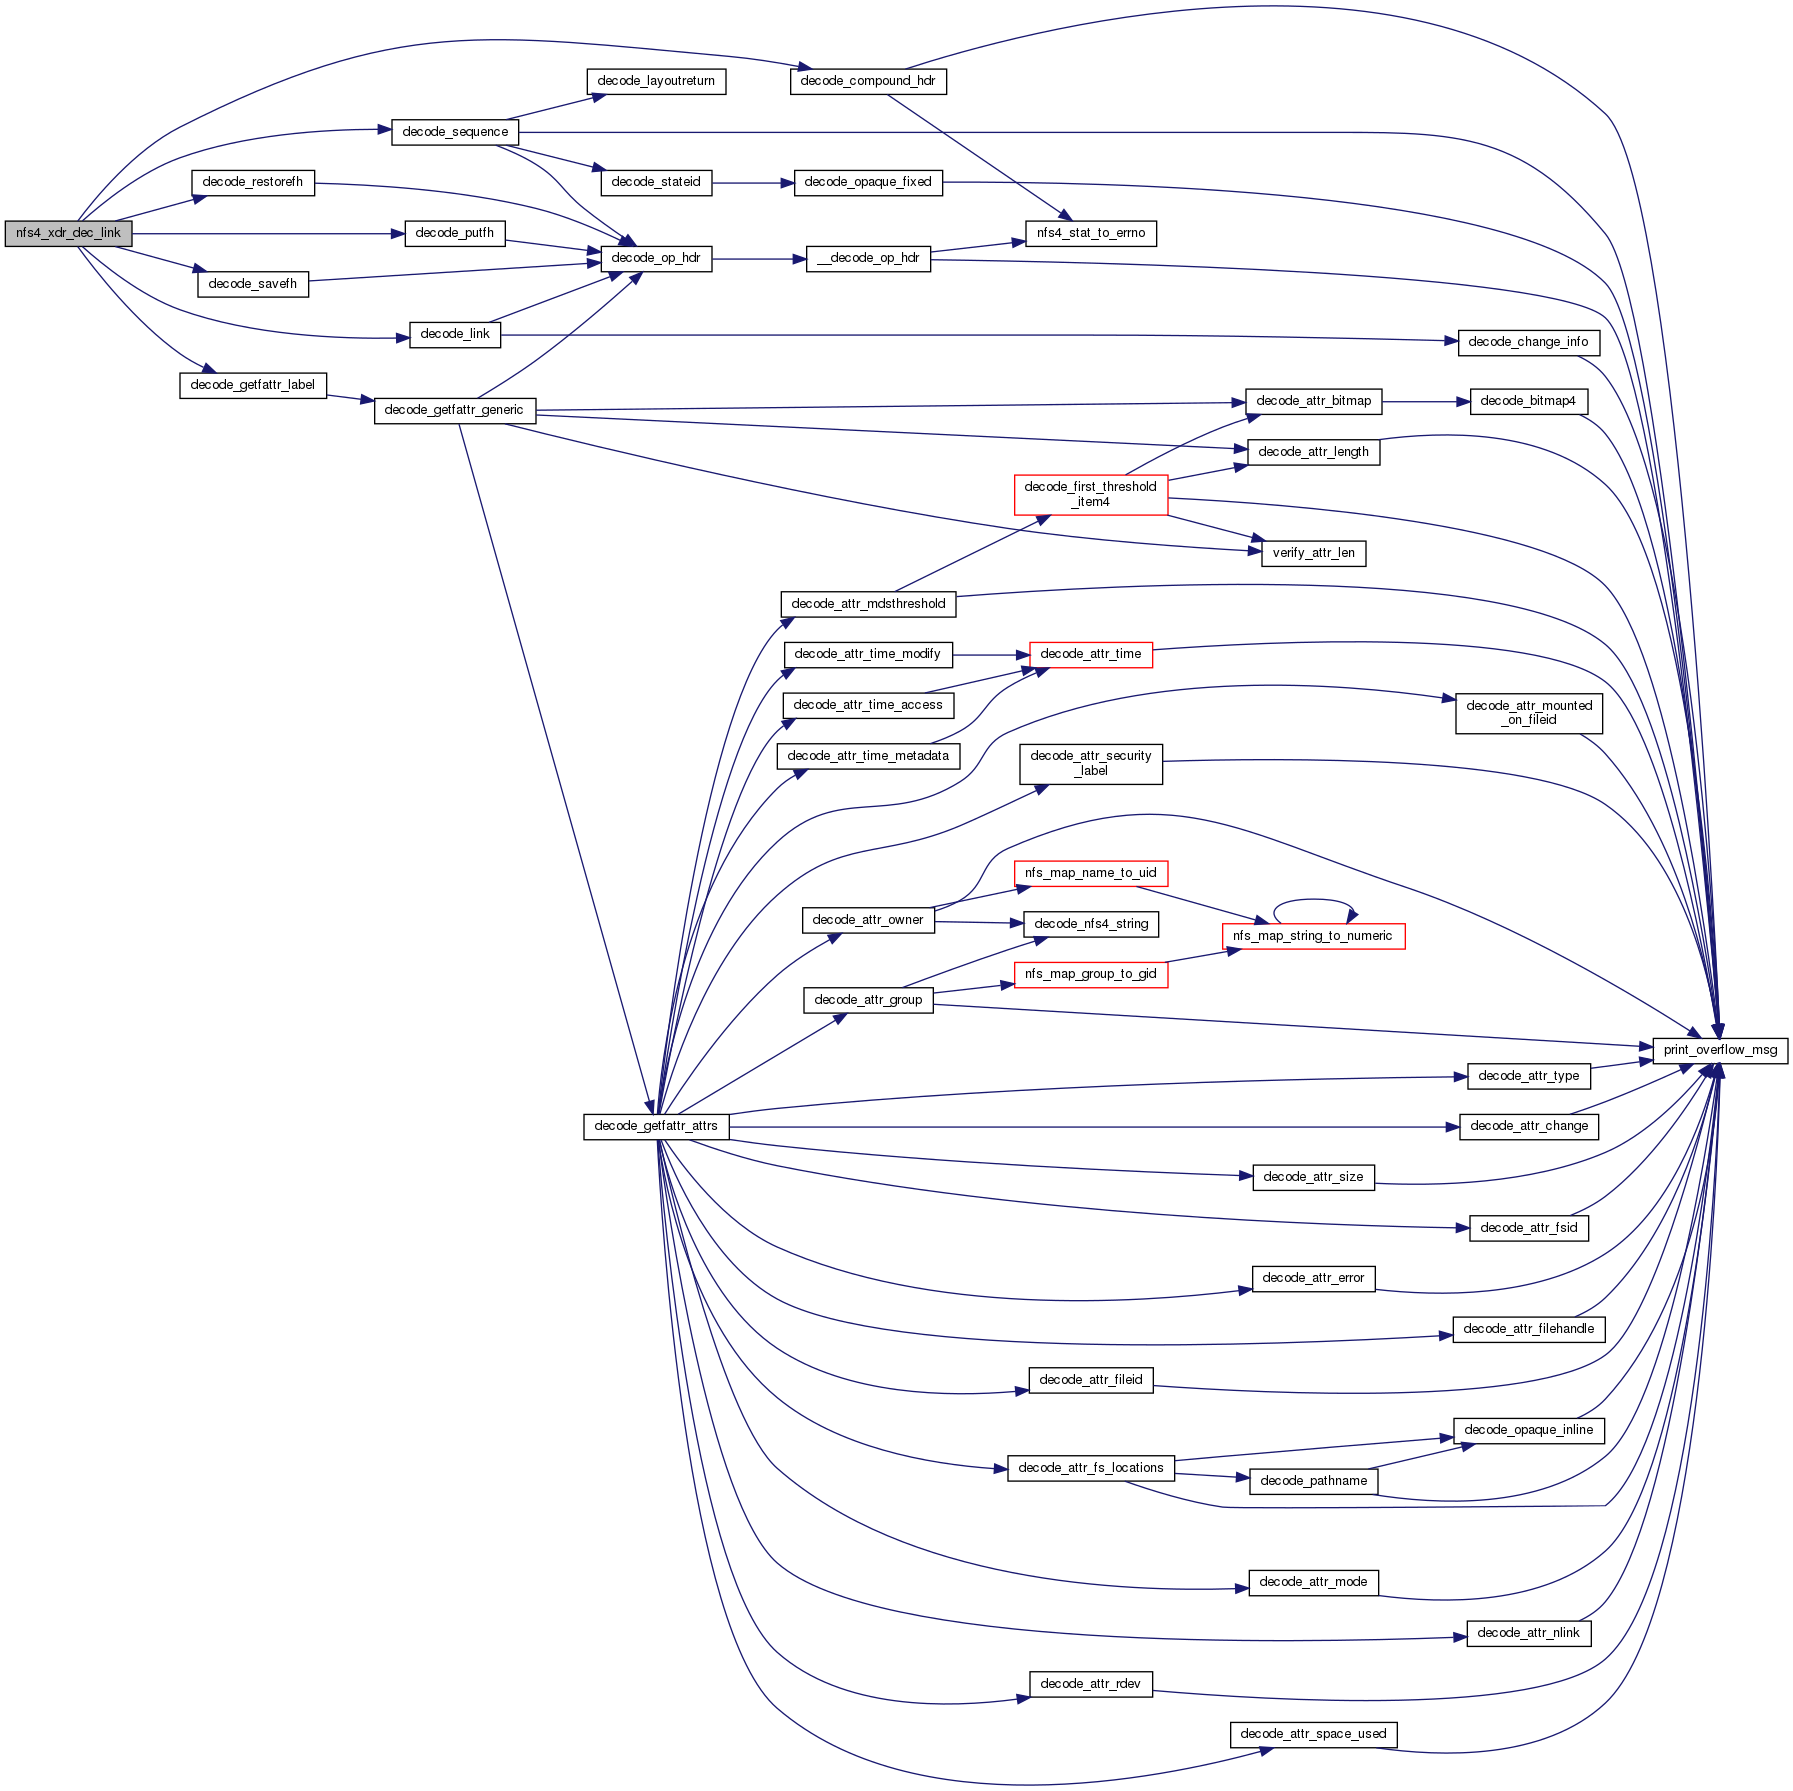 decode_layoutreturn
decode_compound_hdr
decode_sequence
decode_restorefh
decode_stateid
decode_opaque_fixed
nfs4_xdr_dec_link
decode_putfh
nfs4_stat_to_errno
decode_op_hdr
__decode_op_hdr
decode_savefh
decode_link
decode_change_info
decode_getfattr_label
decode_getfattr_generic
decode_attr_bitmap
decode_bitmap4
decode_attr_length
decode_first_threshold
_item4
verify_attr_len
decode_attr_mdsthreshold
decode_attr_time_modify
decode_attr_time
decode_attr_time_access
decode_attr_mounted
_on_fileid
decode_attr_time_metadata
decode_attr_security
_label
nfs_map_name_to_uid
decode_attr_owner
decode_nfs4_string
nfs_map_string_to_numeric
nfs_map_group_to_gid
decode_attr_group
print_overflow_msg
decode_attr_type
decode_getfattr_attrs
decode_attr_change
decode_attr_size
decode_attr_fsid
decode_attr_error
decode_attr_filehandle
decode_attr_fileid
decode_opaque_inline
decode_attr_fs_locations
decode_pathname
decode_attr_mode
decode_attr_nlink
decode_attr_rdev
decode_attr_space_used